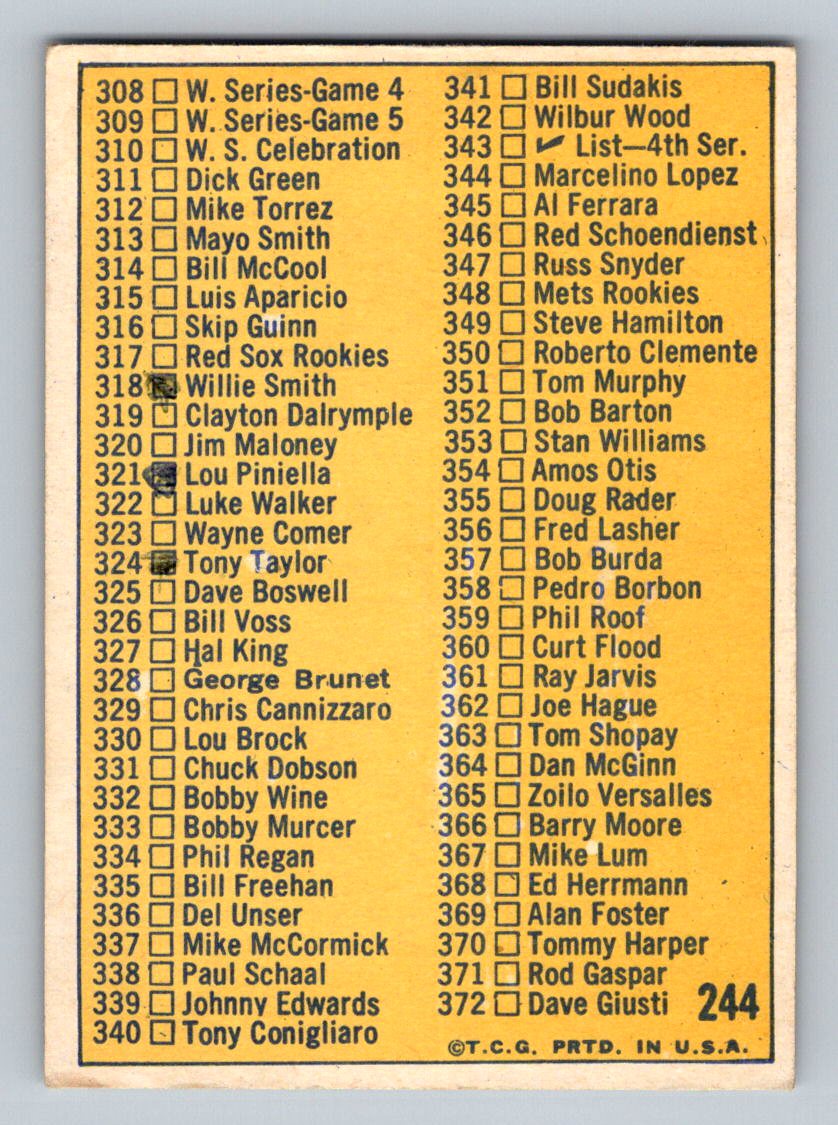 308 ☐ W. Series-Game 4
309 ☐ W. Series-Game 5
310 ☐ W. S. Celebration
311 ☐ Dick Green
312 ☐ Mike Torrez
313 ☐ Mayo Smith
314 ☐ Bill McCool
315 ☐ Luis Aparicio
316 ☐ Skip Guinn
317 ☐ Red Sox Rookies
318 ■ Willie Smith
319 ☐ Clayton Dalrymple
320 ☐ Jim Maloney
321 ■ Lou Piniella
322 ☐ Luke Walker
323 ☐ Wayne Comer
324 ■ Tony Taylor
325 ☐ Dave Boswell
326 ☐ Bill Voss
327 ☐ Hal King
328 ☐ George Brunet
329 ☐ Chris Cannizzaro
330 ☐ Lou Brock
331 ☐ Chuck Dobson
332 ☐ Bobby Wine
333 ☐ Bobby Murcer
334 ☐ Phil Regan
335 ☐ Bill Freehan
336 ☐ Del Unser
337 ☐ Mike McCormick
338 ☐ Paul Schaal
339 ☐ Johnny Edwards
340 ☐ Tony Conigliaro
341 ☐ Bill Sudakis
342 ☐ Wilbur Wood
343 ☐ ✔ List—4th Ser.
344 ☐ Marcelino Lopez
345 ☐ Al Ferrara
346 ☐ Red Schoendienst
347 ☐ Russ Snyder
348 ☐ Mets Rookies
349 ☐ Steve Hamilton
350 ☐ Roberto Clemente
351 ☐ Tom Murphy
352 ☐ Bob Barton
353 ☐ Stan Williams
354 ☐ Amos Otis
355 ☐ Doug Rader
356 ☐ Fred Lasher
357 ☐ Bob Burda
358 ☐ Pedro Borbon
359 ☐ Phil Roof
360 ☐ Curt Flood
361 ☐ Ray Jarvis
362 ☐ Joe Hague
363 ☐ Tom Shopay
364 ☐ Dan McGinn
365 ☐ Zoilo Versalles
366 ☐ Barry Moore
367 ☐ Mike Lum
368 ☐ Ed Herrmann
369 ☐ Alan Foster
370 ☐ Tommy Harper
371 ☐ Rod Gaspar
372 ☐ Dave Giusti
244
©T.C.G. PRTD. IN U.S.A.